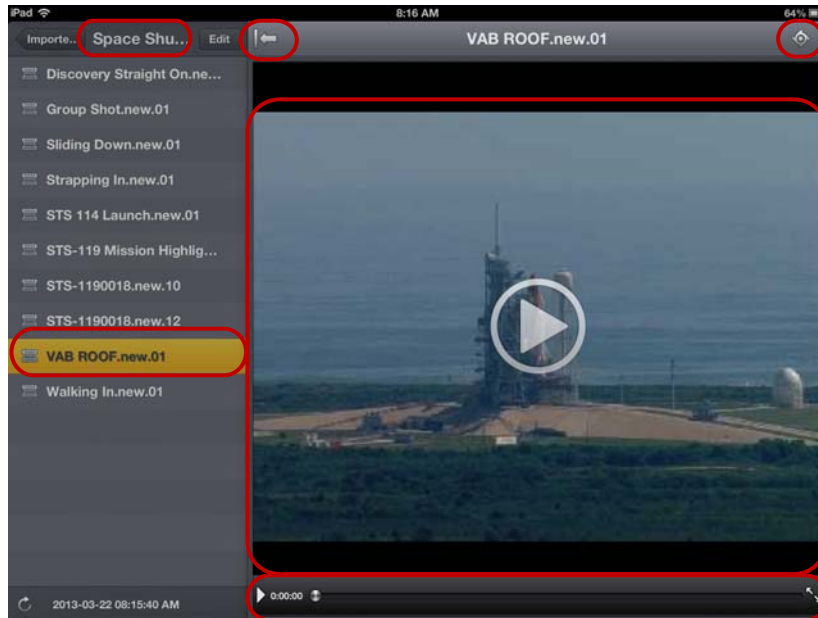 iPad 8:16 AM 64%
Importe.. Space Shu... Edit VAB ROOF.new.01
Discovery Straight On.ne...
Group Shot.new.01
Sliding Down.new.01
Strapping In.new.01
STS 114 Launch.new.01
STS-119 Mission Highlig...
STS-1190018.new.10
STS-1190018.new.12
VAB ROOF.new.01
Walking In.new.01
2013-03-22 08:15:40 AM
0:00:00